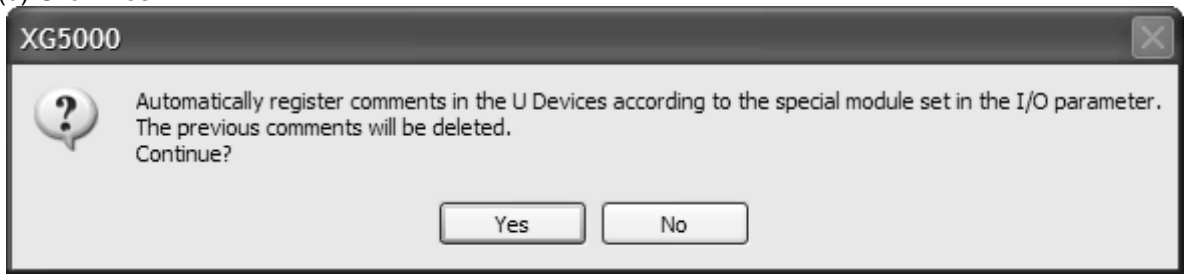 XG5000
Automatically register comments in the U Devices according to the special module set in the I/O parameter.
The previous comments will be deleted.
Continue?
Yes No